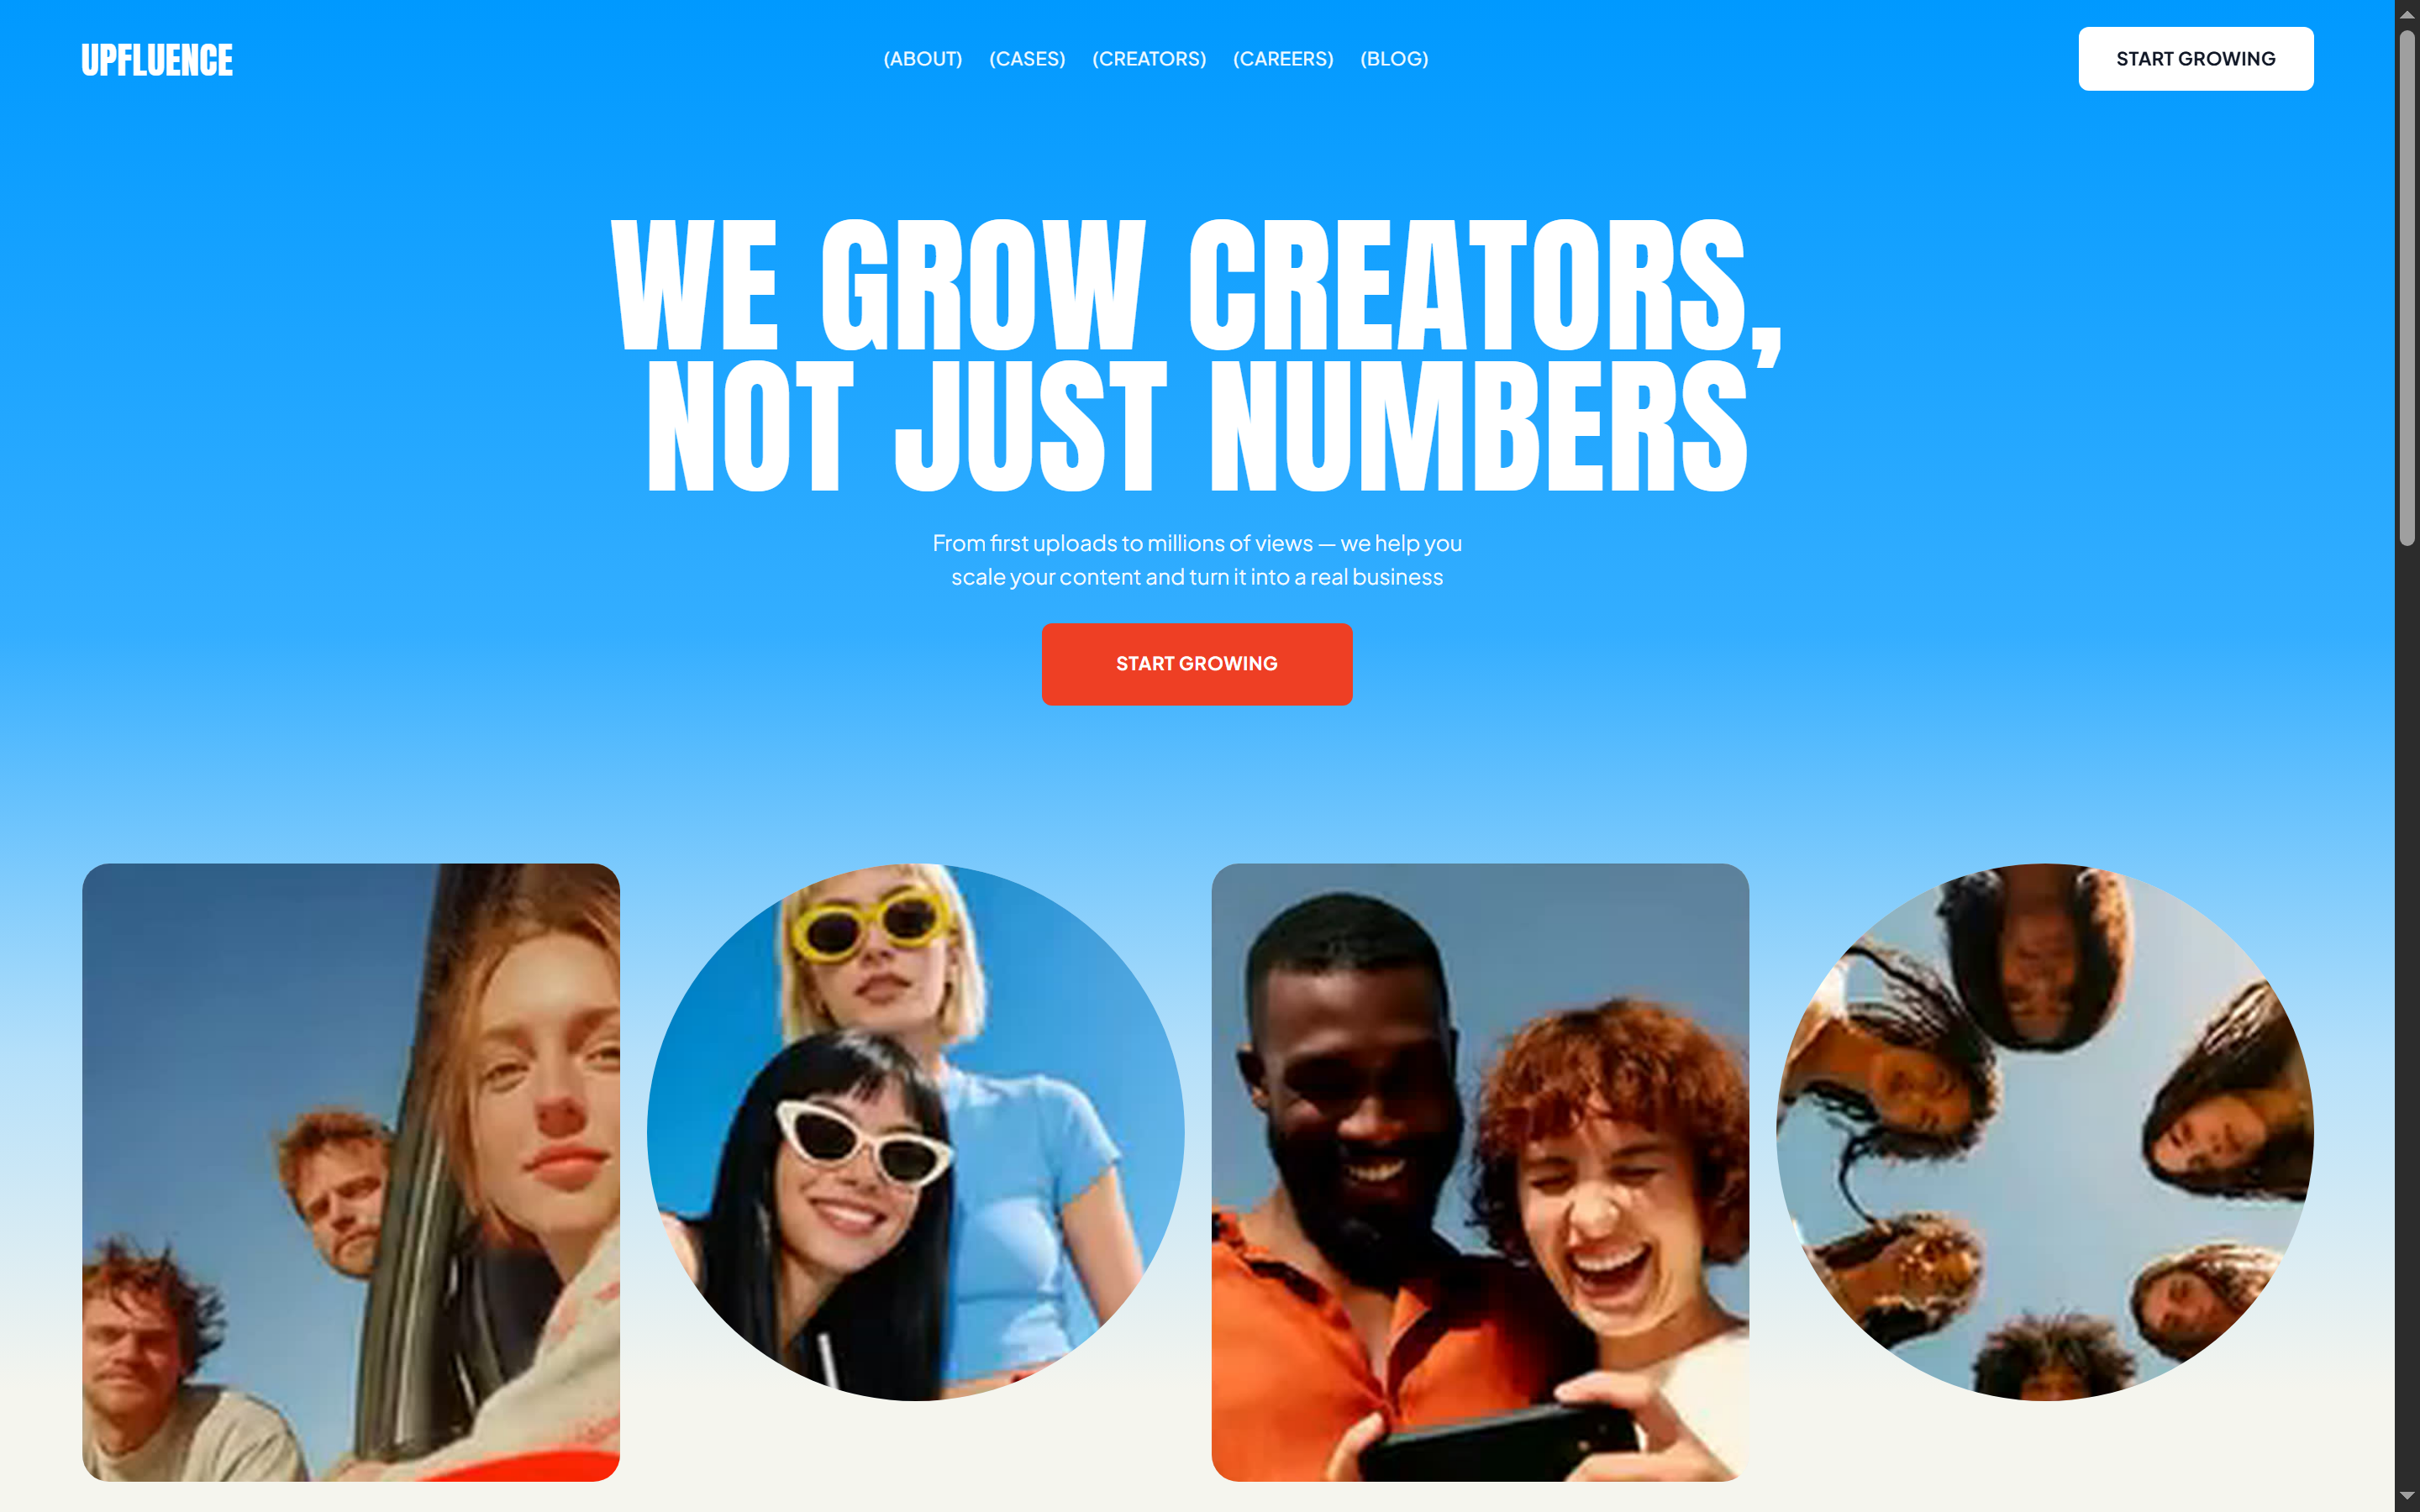 UPFLUENCE
(ABOUT) (CASES) (CREATORS) (CAREERS) (BLOG)
START GROWING
WE GROW CREATORS,
NOT JUST NUMBERS
From first uploads to millions of views — we help you
scale your content and turn it into a real business
START GROWING